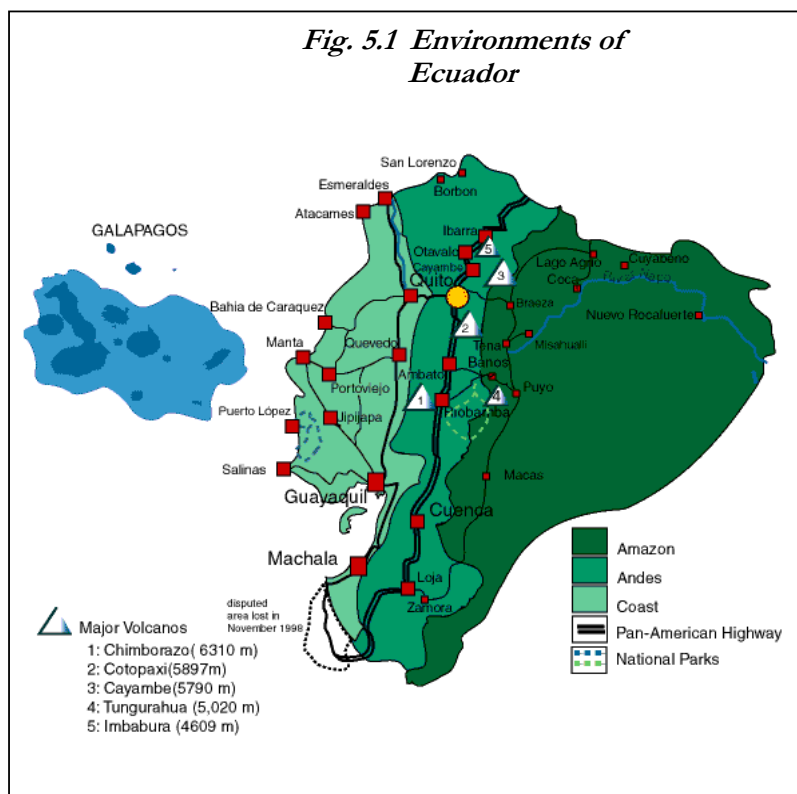 Fig. 5.1 Environments of
Ecuador
GALAPAGOS
San Lorenzo
Borbon
Esmeraldes
Atacames
Ibarra
Otavalo
Cayambe
Quito
Lago Agrio
Cuyabeno
Coca
Bahia de Caraquez
Braeza
Nuevo Rocaluerte
Manta
Quevedo
Tena
Misahualli
Banos
Ambato
Portoviejo
Puyo
Puerto López
Jipijapa
Riobamba
Salinas
Macas
Guayaquil
Cuenca
Machala
Loja
Zamora
disputed
area lost in
November 1998
1
2
3
4
5
Major Volcanos
1: Chimborazo( 6310 m)
2: Cotopaxi(5897m)
3: Cayambe(5790 m)
4: Tungurahua (5,020 m)
5: Imbabura (4609 m)
Amazon
Andes
Coast
Pan-American Highway
National Parks